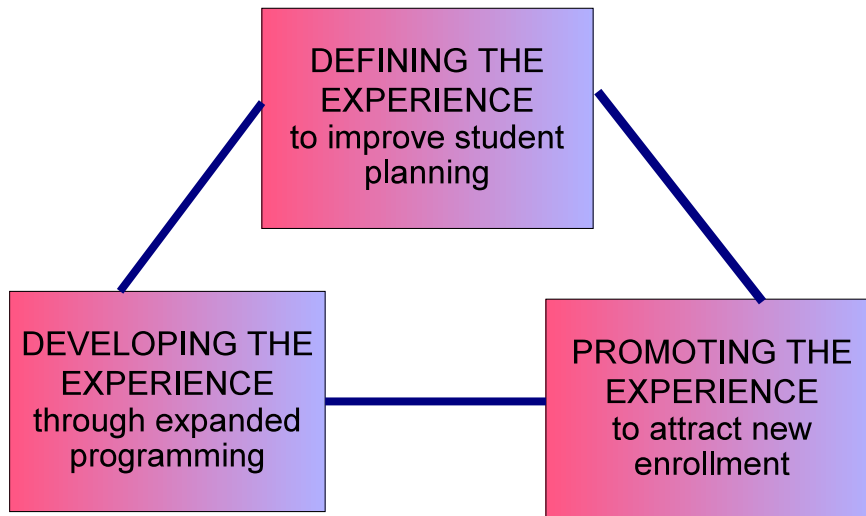 DEFINING THE
EXPERIENCE
to improve student
planning
DEVELOPING THE
EXPERIENCE
through expanded
programming
PROMOTING THE
EXPERIENCE
to attract new
enrollment